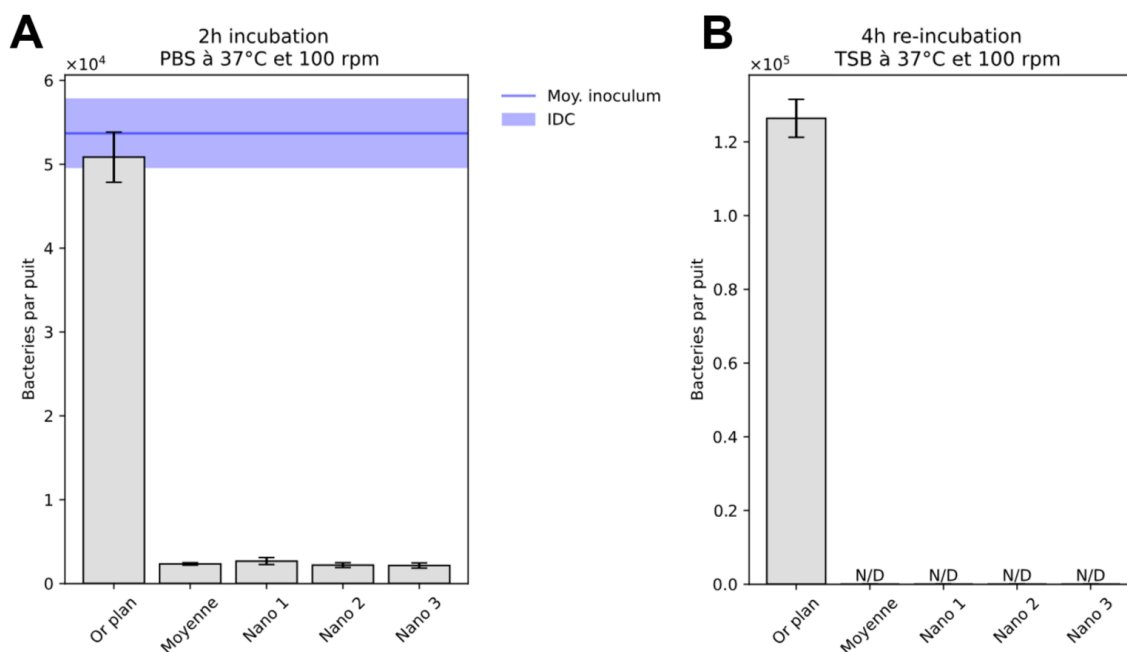 A
2h incubation
PBS à 37°C et 100 rpm
×10⁴
6
5
4
3
2
1
0
Bacteries par puit
Or plan
Moyenne
Nano 1
Nano 2
Nano 3
Moy. inoculum
IDC
B
4h re-incubation
TSB à 37°C et 100 rpm
×10⁵
1.2
1.0
0.8
0.6
0.4
0.2
0.0
Bacteries par puit
N/D
N/D
N/D
N/D
Or plan
Moyenne
Nano 1
Nano 2
Nano 3